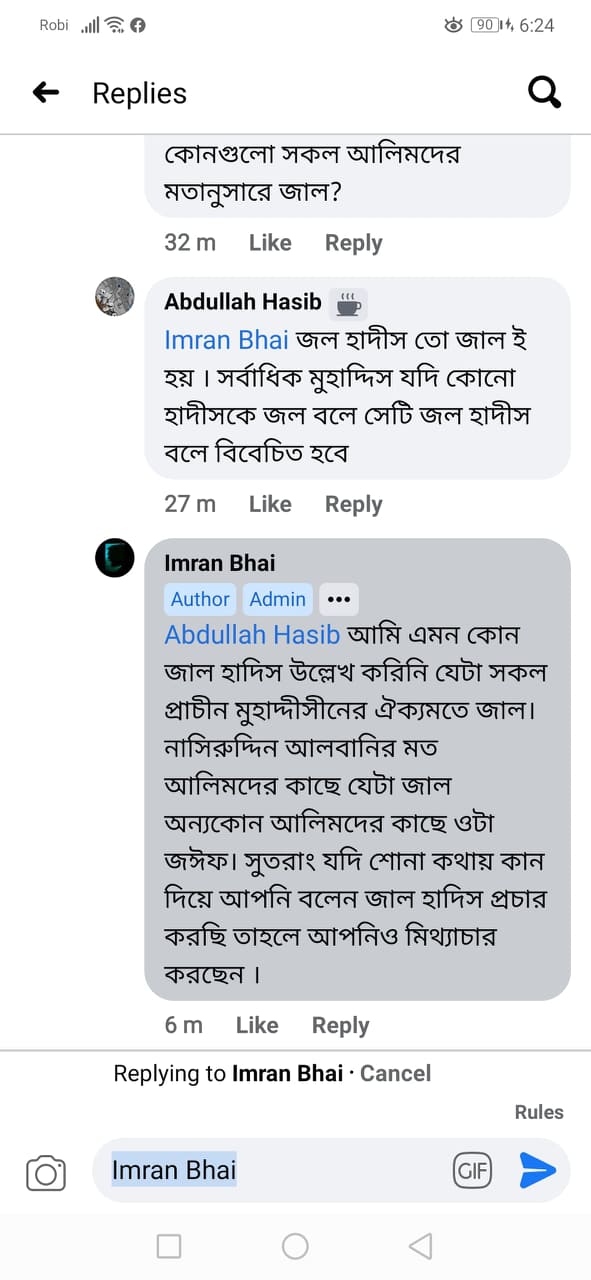 Robi 90 6:24
Replies
কোনগুলো সকল আলিমদের
মতানুসারে জাল?
32 m Like Reply
Abdullah Hasib
Imran Bhai জল হাদীস তো জাল ই
হয় । সর্বাধিক মুহাদ্দিস যদি কোনো
হাদীসকে জল বলে সেটি জল হাদীস
বলে বিবেচিত হবে
27 m Like Reply
Imran Bhai
Author Admin •••
Abdullah Hasib আমি এমন কোন
জাল হাদিস উল্লেখ করিনি যেটা সকল
প্রাচীন মুহাদ্দীসীনের ঐক্যমতে জাল।
নাসিরুদ্দিন আলবানির মত
আলিমদের কাছে যেটা জাল
অন্যকোন আলিমদের কাছে ওটা
জঈফ। সুতরাং যদি শোনা কথায় কান
দিয়ে আপনি বলেন জাল হাদিস প্রচার
করছি তাহলে আপনিও মিথ্যাচার
করছেন ।
6 m Like Reply
Replying to Imran Bhai · Cancel
Rules
Imran Bhai GIF